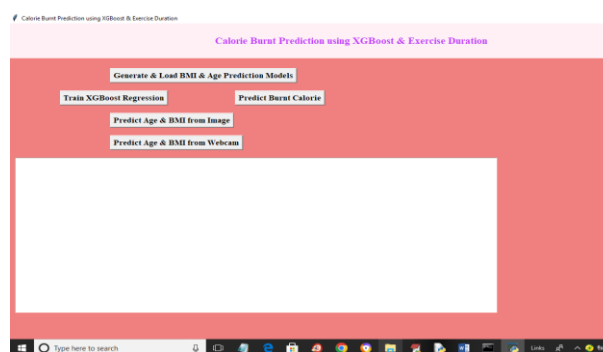 Calorie Burnt Prediction using XGBoost & Exercise Duration
Calorie Burnt Prediction using XGBoost & Exercise Duration
Generate & Load BMI & Age Prediction Models
Train XGBoost Regression Predict Burnt Calorie
Predict Age & BMI from Image
Predict Age & BMI from Webcam
Type here to search Links